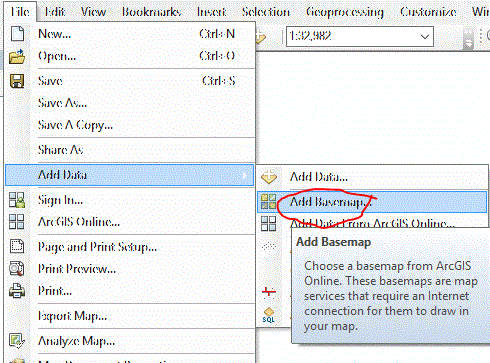 File Edit View Bookmarks Insert Selection Geoprocessing Customize Win
New... Ctrl+N
1:32,982
Open... Ctrl+O
Save Ctrl+S
Save As...
Save A Copy...
Share As
Add Data
Add Data...
Sign In...
Add Basemap...
ArcGIS Online...
Add Data From ArcGIS Online...
Page and Print Setup...
Add Basemap
Print Preview...
Choose a basemap from ArcGIS
Online. These basemaps are map
Print...
services that require an Internet
connection for them to draw in
your map.
Export Map...
SQL
Analyze Map...